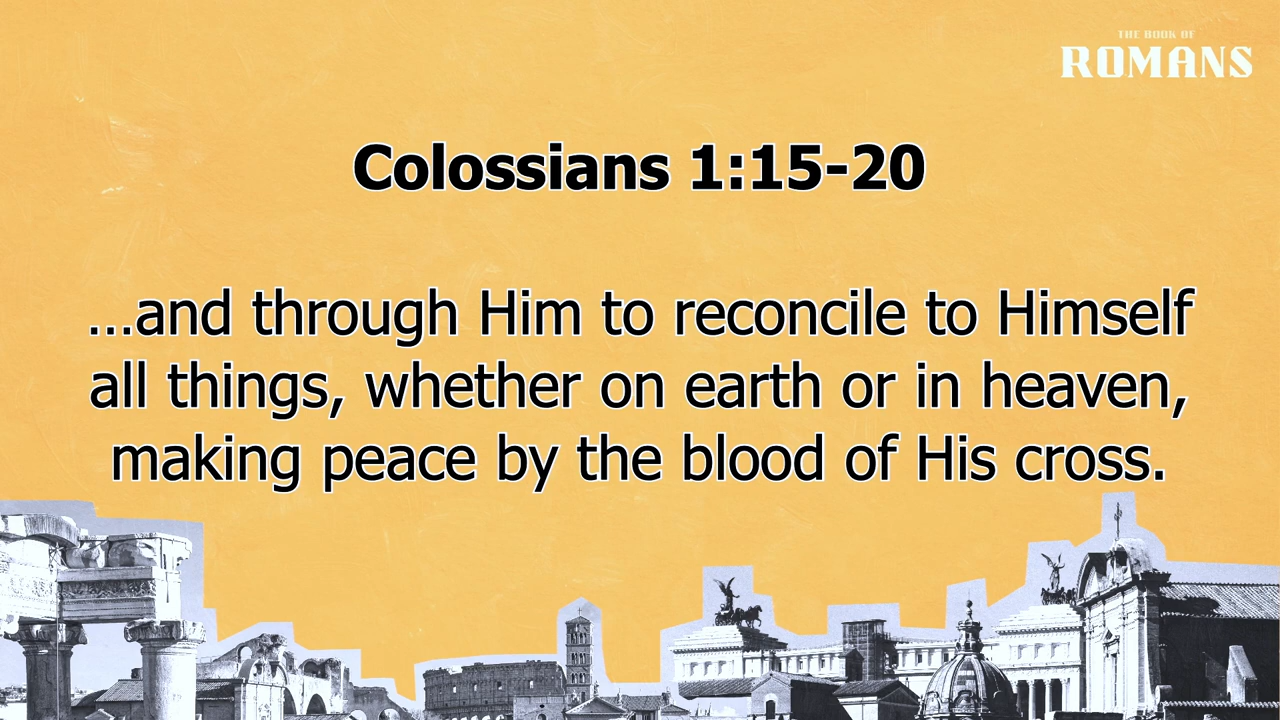 THE BOOK OF
ROMANS
Colossians 1:15-20
...and through Him to reconcile to Himself
all things, whether on earth or in heaven,
making peace by the blood of His cross.